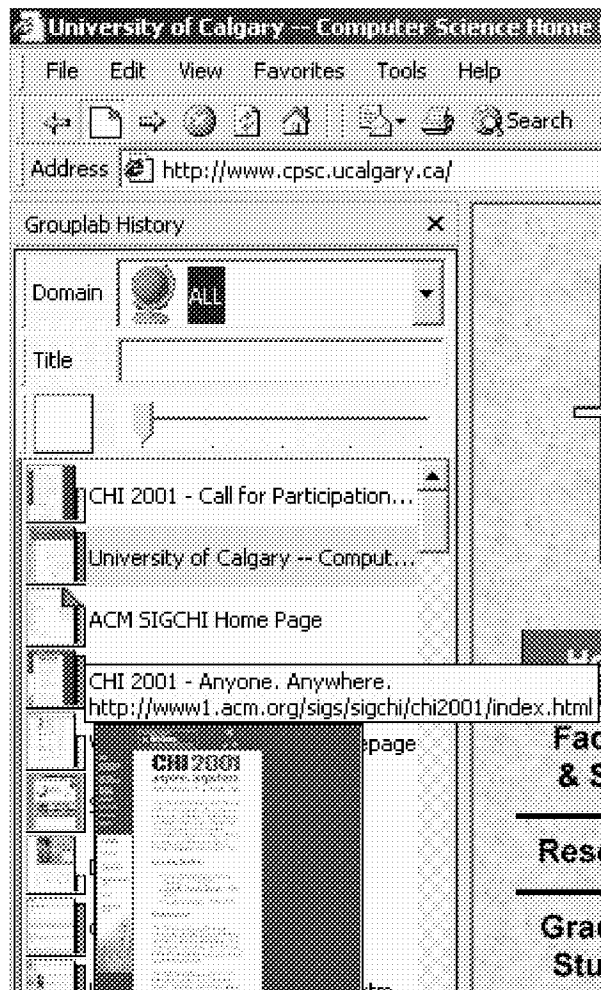 University of Calgary -- Computer Science Home
File Edit View Favorites Tools Help
Search
Address http://www.cpsc.ucalgary.ca/
Grouplab History
Domain ALL
Title
CHI 2001 - Call for Participation...
University of Calgary -- Comput...
ACM SIGCHI Home Page
CHI 2001 - Anyone. Anywhere.
http://www1.acm.org/sigs/sigchi/chi2001/index.html
epage
CHI 2001
Fac
& S
Rese
Grad
Stu